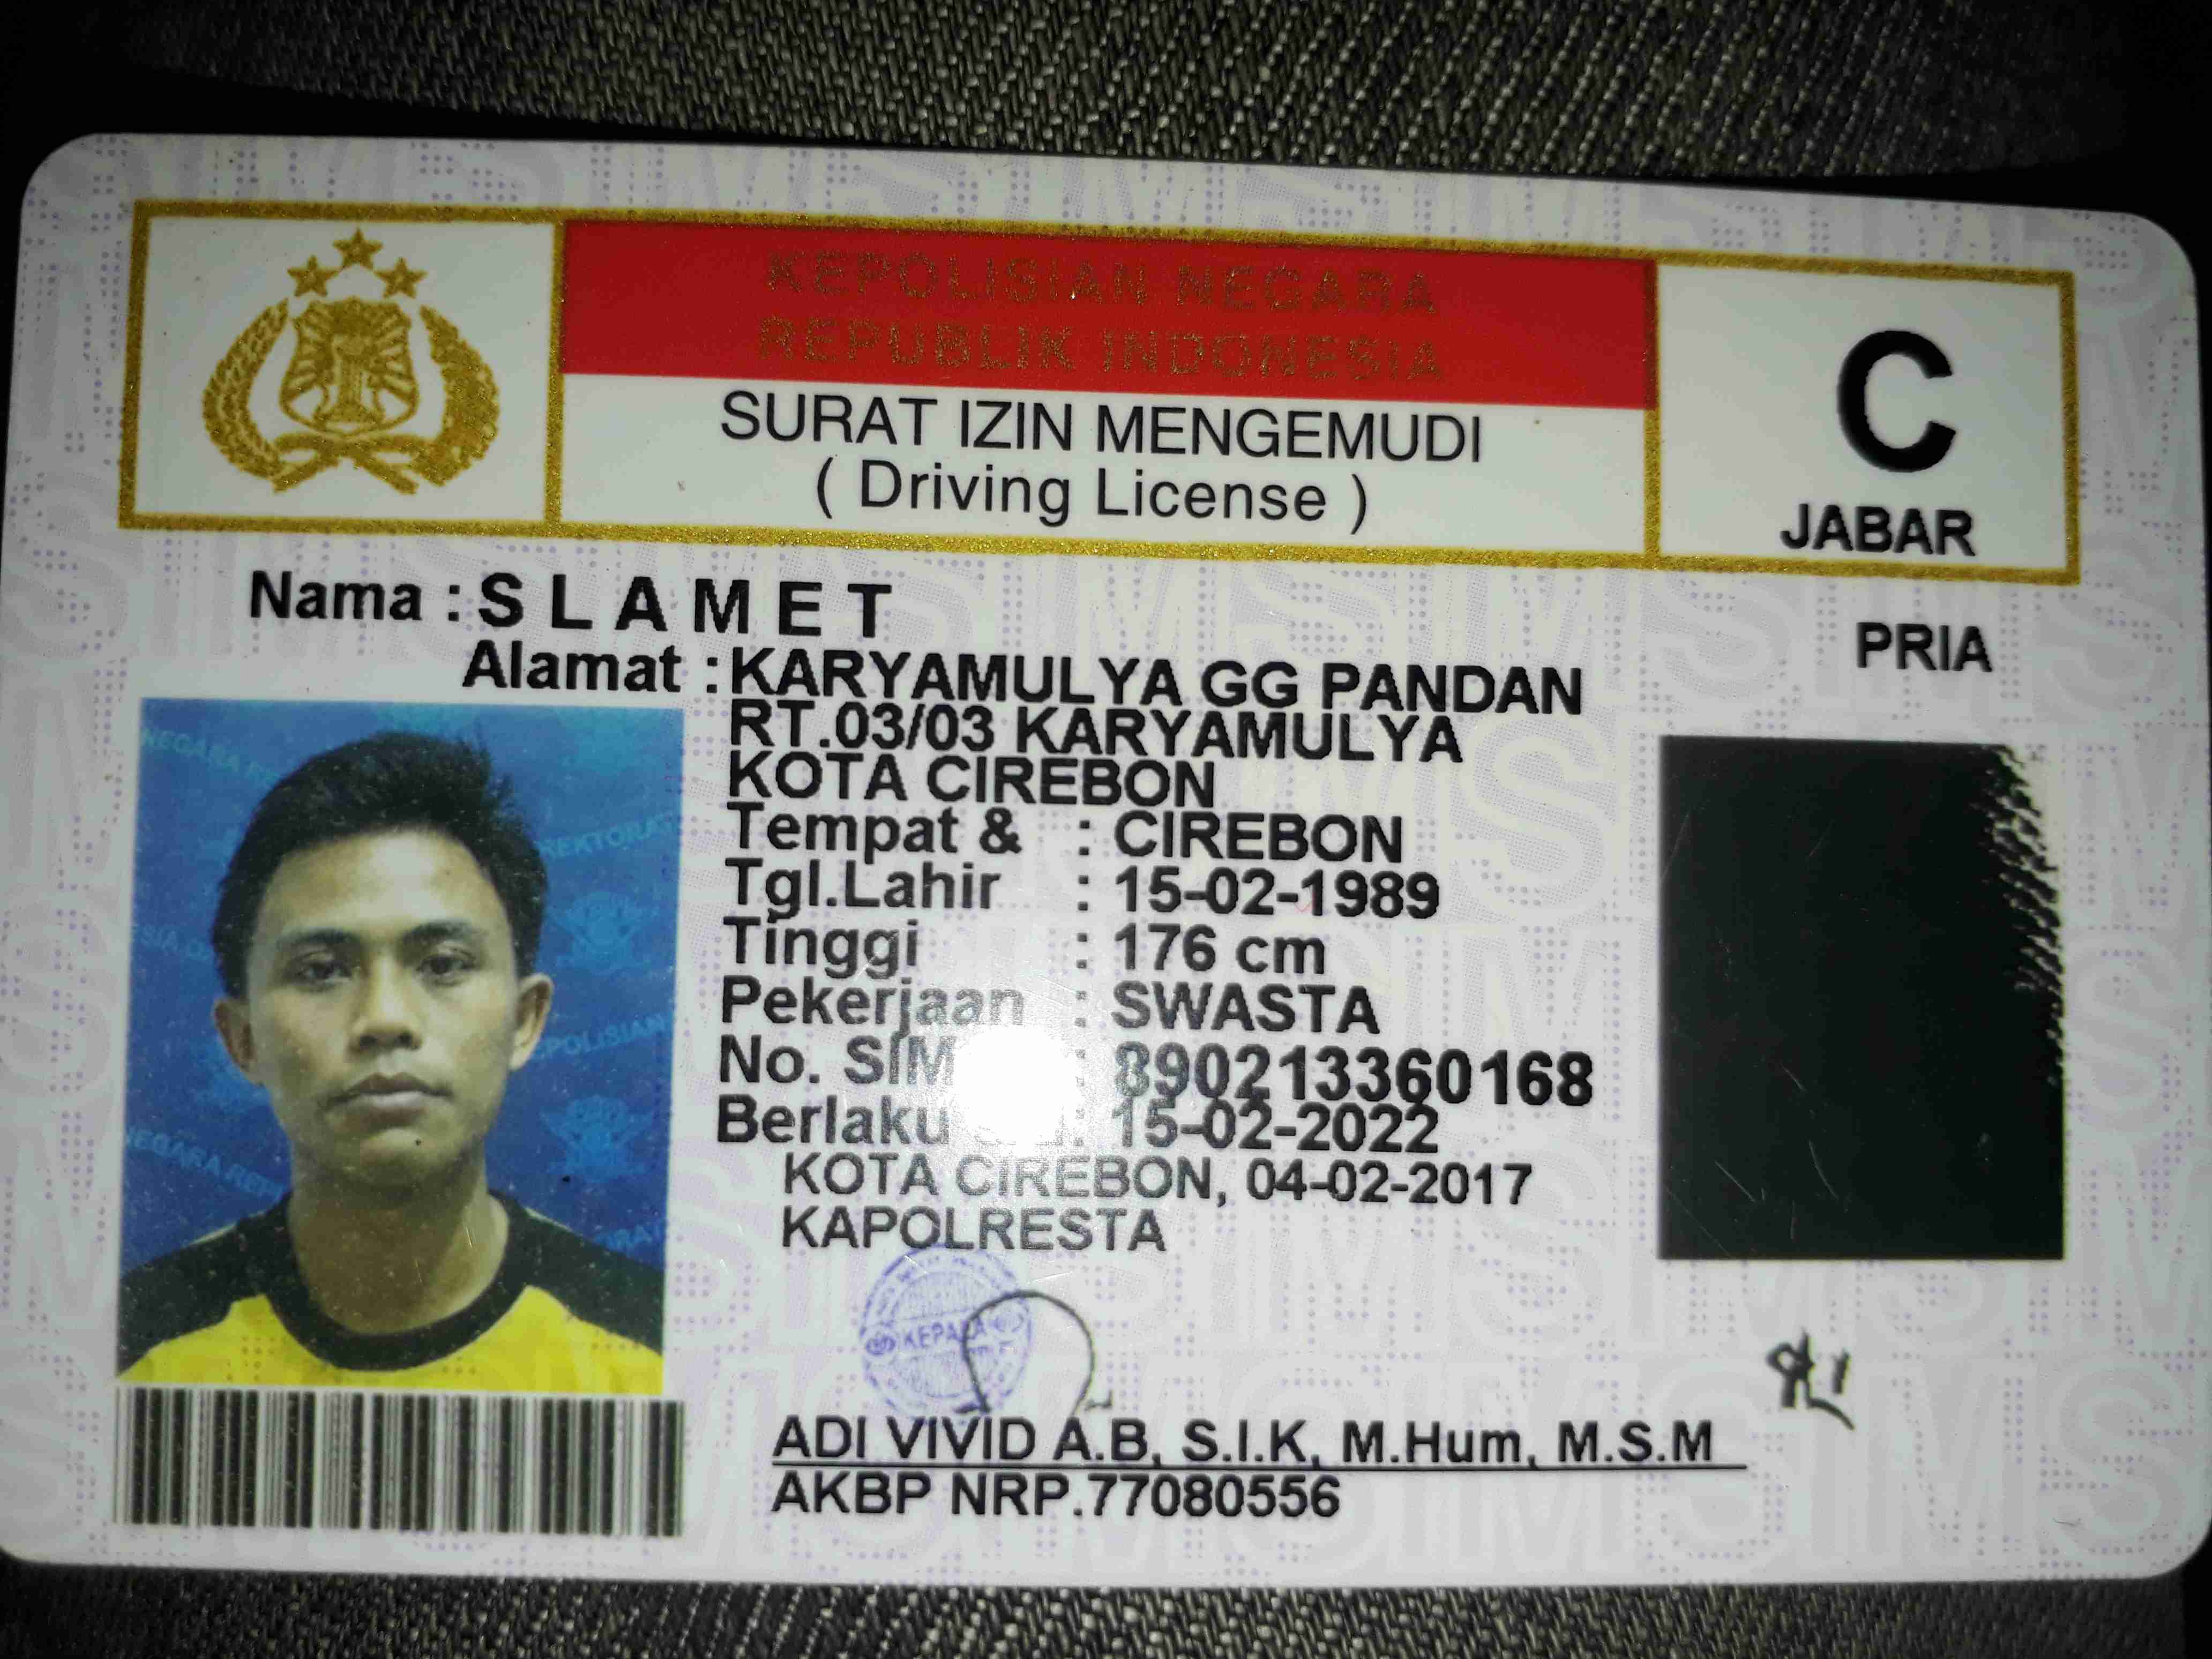 KEPOLISIAN NEGARA
REPUBLIK INDONESIA
SURAT IZIN MENGEMUDI
( Driving License )
C
JABAR
Nama : S L A M E T
PRIA
Alamat : KARYAMULYA GG PANDAN
RT.03/03 KARYAMULYA
KOTA CIREBON
Tempat & : CIREBON
Tgl.Lahir : 15-02-1989
Tinggi : 176 cm
Pekerjaan : SWASTA
No. SIM : 890213360168
Berlaku : 15-02-2022
KOTA CIREBON, 04-02-2017
KAPOLRESTA
KEPALA
ADI VIVID A.B, S.I.K, M.Hum, M.S.M
AKBP NRP.77080556